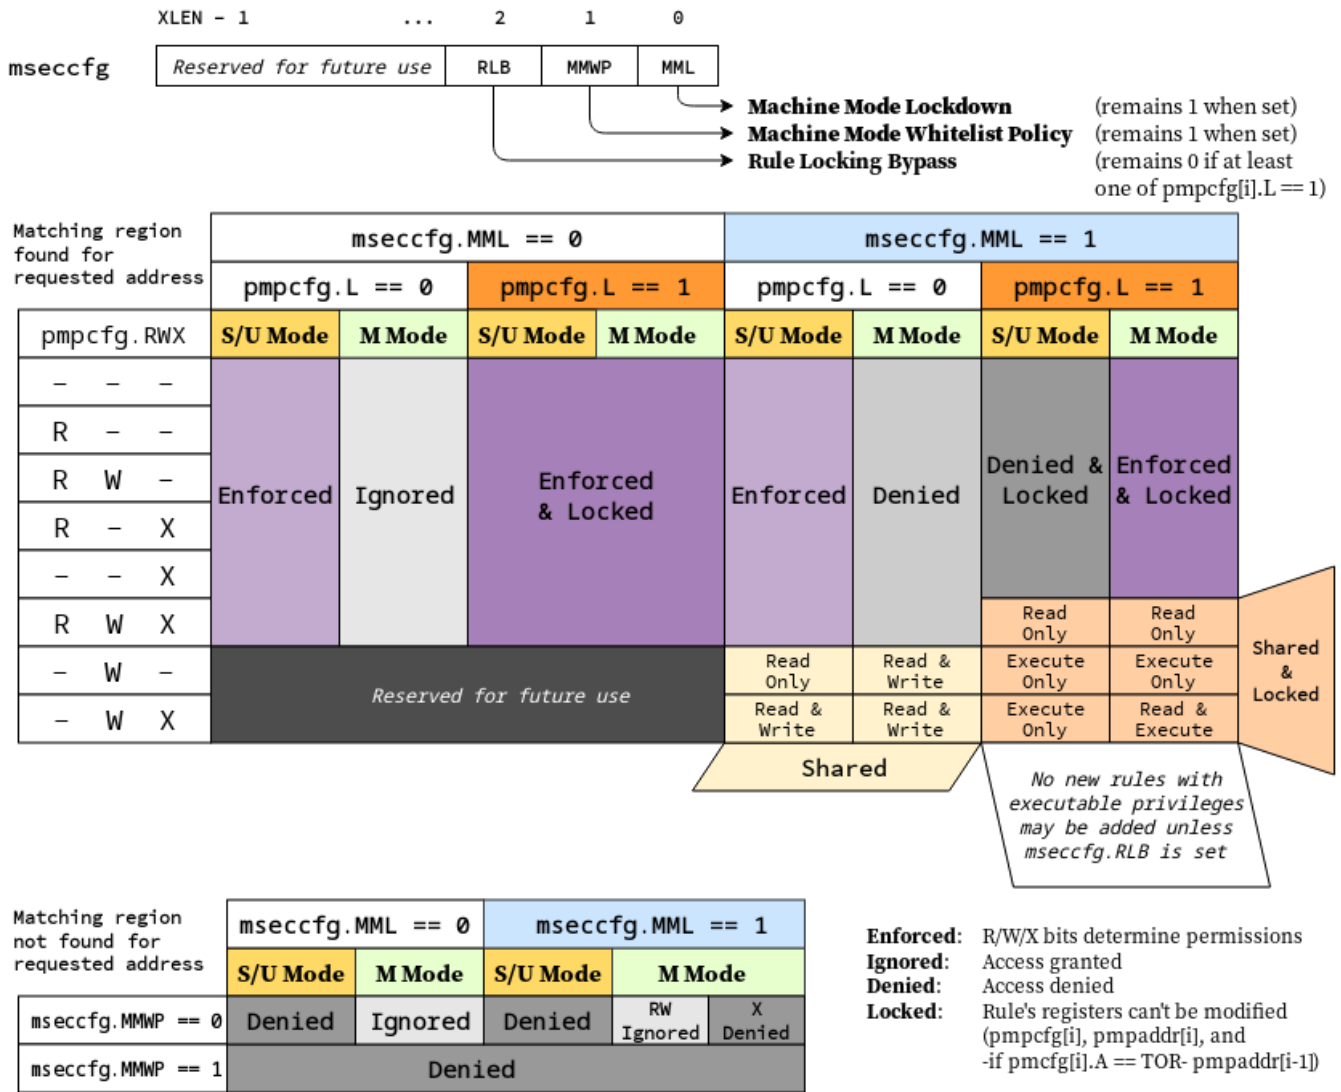 XLEN - 1 ... 2 1 0
mseccfg Reserved for future use RLB MMWP MML
Machine Mode Lockdown (remains 1 when set)
Machine Mode Whitelist Policy (remains 1 when set)
Rule Locking Bypass (remains 0 if at least
one of pmpcfg[i].L == 1)
Matching region
found for
requested address
mseccfg.MML == 0 mseccfg.MML == 1
pmpcfg.L == 0 pmpcfg.L == 1 pmpcfg.L == 0 pmpcfg.L == 1
pmpcfg.RWX S/U Mode M Mode S/U Mode M Mode S/U Mode M Mode S/U Mode M Mode
- - -
R - -
R W -
R - X
- - X
R W X
- W -
- W X
Enforced
Ignored
Enforced
& Locked
Enforced
Denied
Denied &
Locked
Enforced
& Locked
Read
Only
Read
Only
Reserved for future use
Read
Only
Read &
Write
Execute
Only
Execute
Only
Read &
Write
Read &
Write
Execute
Only
Read &
Execute
Shared
&
Locked
Shared
No new rules with
executable privileges
may be added unless
mseccfg.RLB is set
Matching region
not found for
requested address
mseccfg.MML == 0 mseccfg.MML == 1
S/U Mode M Mode S/U Mode M Mode
mseccfg.MMWP == 0 Denied Ignored Denied
RW
Ignored
X
Denied
mseccfg.MMWP == 1 Denied
Enforced: R/W/X bits determine permissions
Ignored: Access granted
Denied: Access denied
Locked: Rule's registers can't be modified
(pmpcfg[i], pmpaddr[i], and
-if pmcfg[i].A == TOR- pmpaddr[i-1])